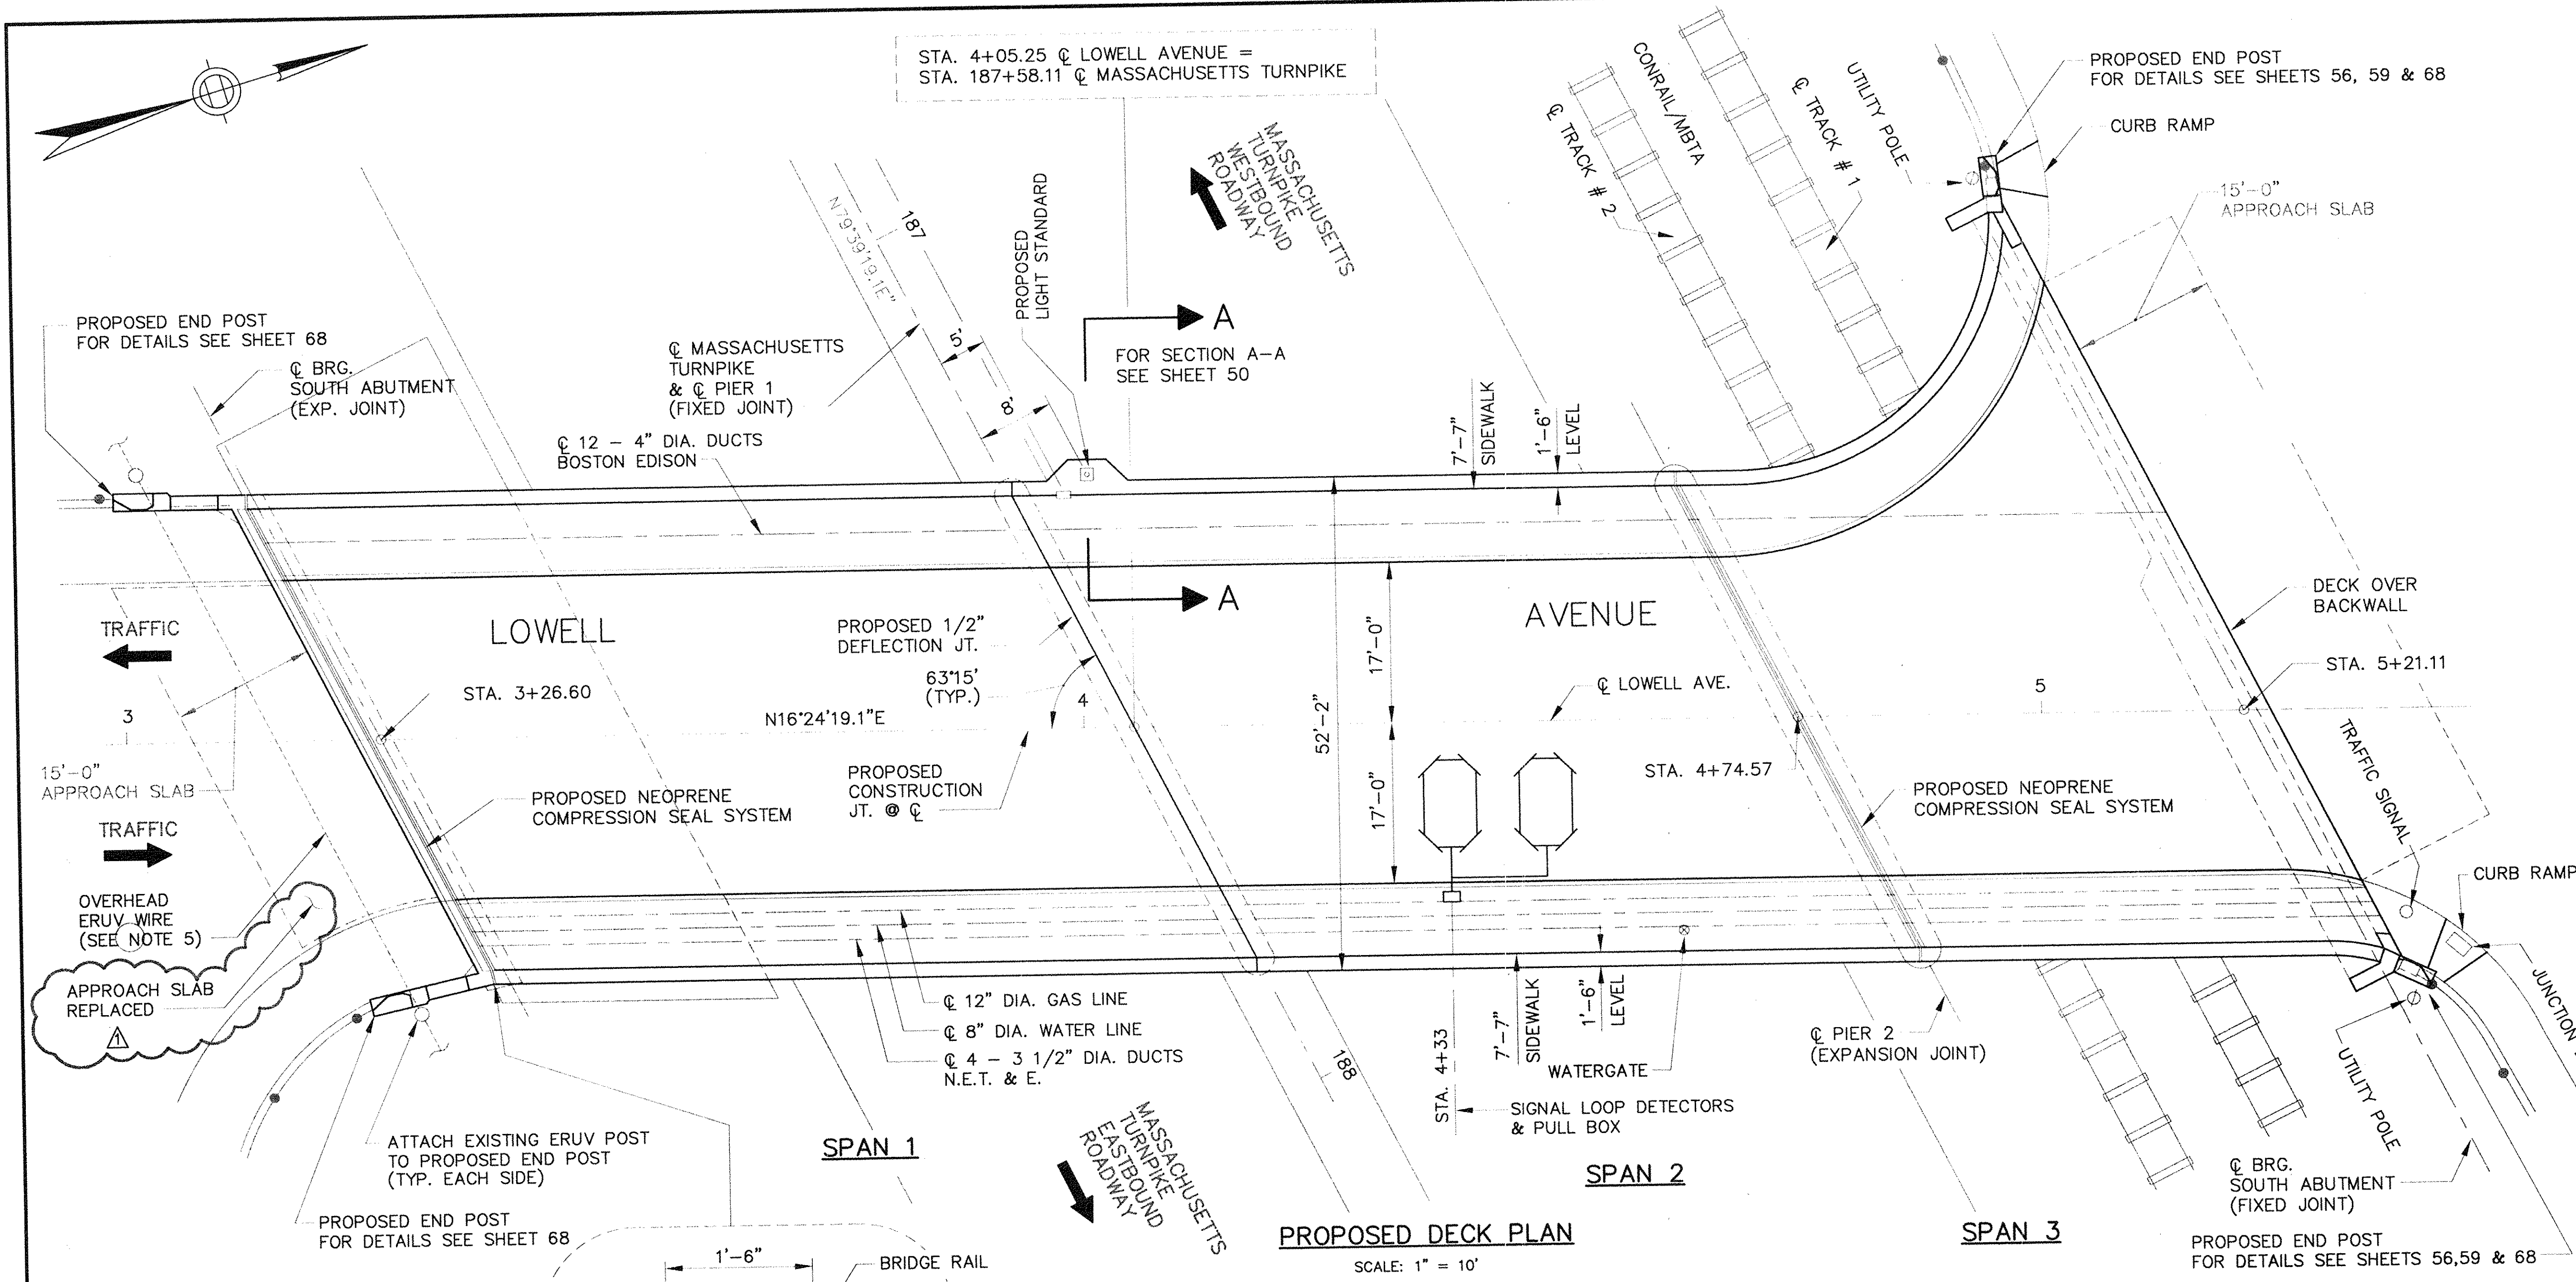 STA. 4+05.25 ℄ LOWELL AVENUE =
STA. 187+58.11 ℄ MASSACHUSETTS TURNPIKE
PROPOSED END POST
FOR DETAILS SEE SHEETS 56, 59 & 68
CURB RAMP
15'-0"
APPROACH SLAB
UTILITY POLE
℄ TRACK # 1
CONRAIL/MBTA
℄ TRACK # 2
MASSACHUSETTS
TURNPIKE
WESTBOUND
ROADWAY
PROPOSED
LIGHT STANDARD
187
N79°39'19.1E"
5'
8'
A
FOR SECTION A-A
SEE SHEET 50
PROPOSED END POST
FOR DETAILS SEE SHEET 68
℄ BRG.
SOUTH ABUTMENT
(EXP. JOINT)
℄ MASSACHUSETTS
TURNPIKE
& ℄ PIER 1
(FIXED JOINT)
℄ 12 - 4" DIA. DUCTS
BOSTON EDISON
7'-7"
SIDEWALK
1'-6"
LEVEL
A
TRAFFIC
LOWELL
AVENUE
PROPOSED 1/2"
DEFLECTION JT.
63°15'
(TYP.)
4
17'-0"
52'-2"
DECK OVER
BACKWALL
STA. 5+21.11
5
℄ LOWELL AVE.
STA. 3+26.60
N16°24'19.1"E
3
15'-0"
APPROACH SLAB
PROPOSED NEOPRENE
COMPRESSION SEAL SYSTEM
PROPOSED
CONSTRUCTION
JT. @ ℄
17'-0"
STA. 4+74.57
PROPOSED NEOPRENE
COMPRESSION SEAL SYSTEM
TRAFFIC SIGNAL
TRAFFIC
OVERHEAD
ERUV WIRE
(SEE NOTE 5)
CURB RAMP
APPROACH SLAB
REPLACED
1
℄ 12" DIA. GAS LINE
℄ 8" DIA. WATER LINE
℄ 4 - 3 1/2" DIA. DUCTS
N.E.T. & E.
188
STA. 4+33
7'-7"
SIDEWALK
1'-6"
LEVEL
WATERGATE
SIGNAL LOOP DETECTORS
& PULL BOX
℄ PIER 2
(EXPANSION JOINT)
UTILITY POLE
JUNCTION
ATTACH EXISTING ERUV POST
TO PROPOSED END POST
(TYP. EACH SIDE)
PROPOSED END POST
FOR DETAILS SEE SHEET 68
SPAN 1
MASSACHUSETTS
TURNPIKE
EASTBOUND
ROADWAY
SPAN 2
SPAN 3
℄ BRG.
SOUTH ABUTMENT
(FIXED JOINT)
PROPOSED END POST
FOR DETAILS SEE SHEETS 56,59 & 68
PROPOSED DECK PLAN
SCALE: 1" = 10'
1'-6"
BRIDGE RAIL